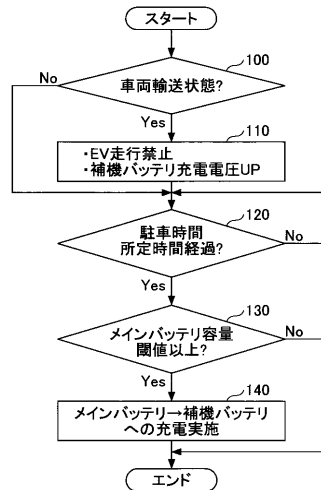 スタート
100
車両輸送状態?
No
Yes
110
・EV走行禁止
・補機バッテリ充電電圧UP
120
駐車時間
所定時間経過?
No
Yes
130
メインバッテリ容量
閾値以上?
No
Yes
140
メインバッテリ→補機バッテリ
への充電実施
エンド